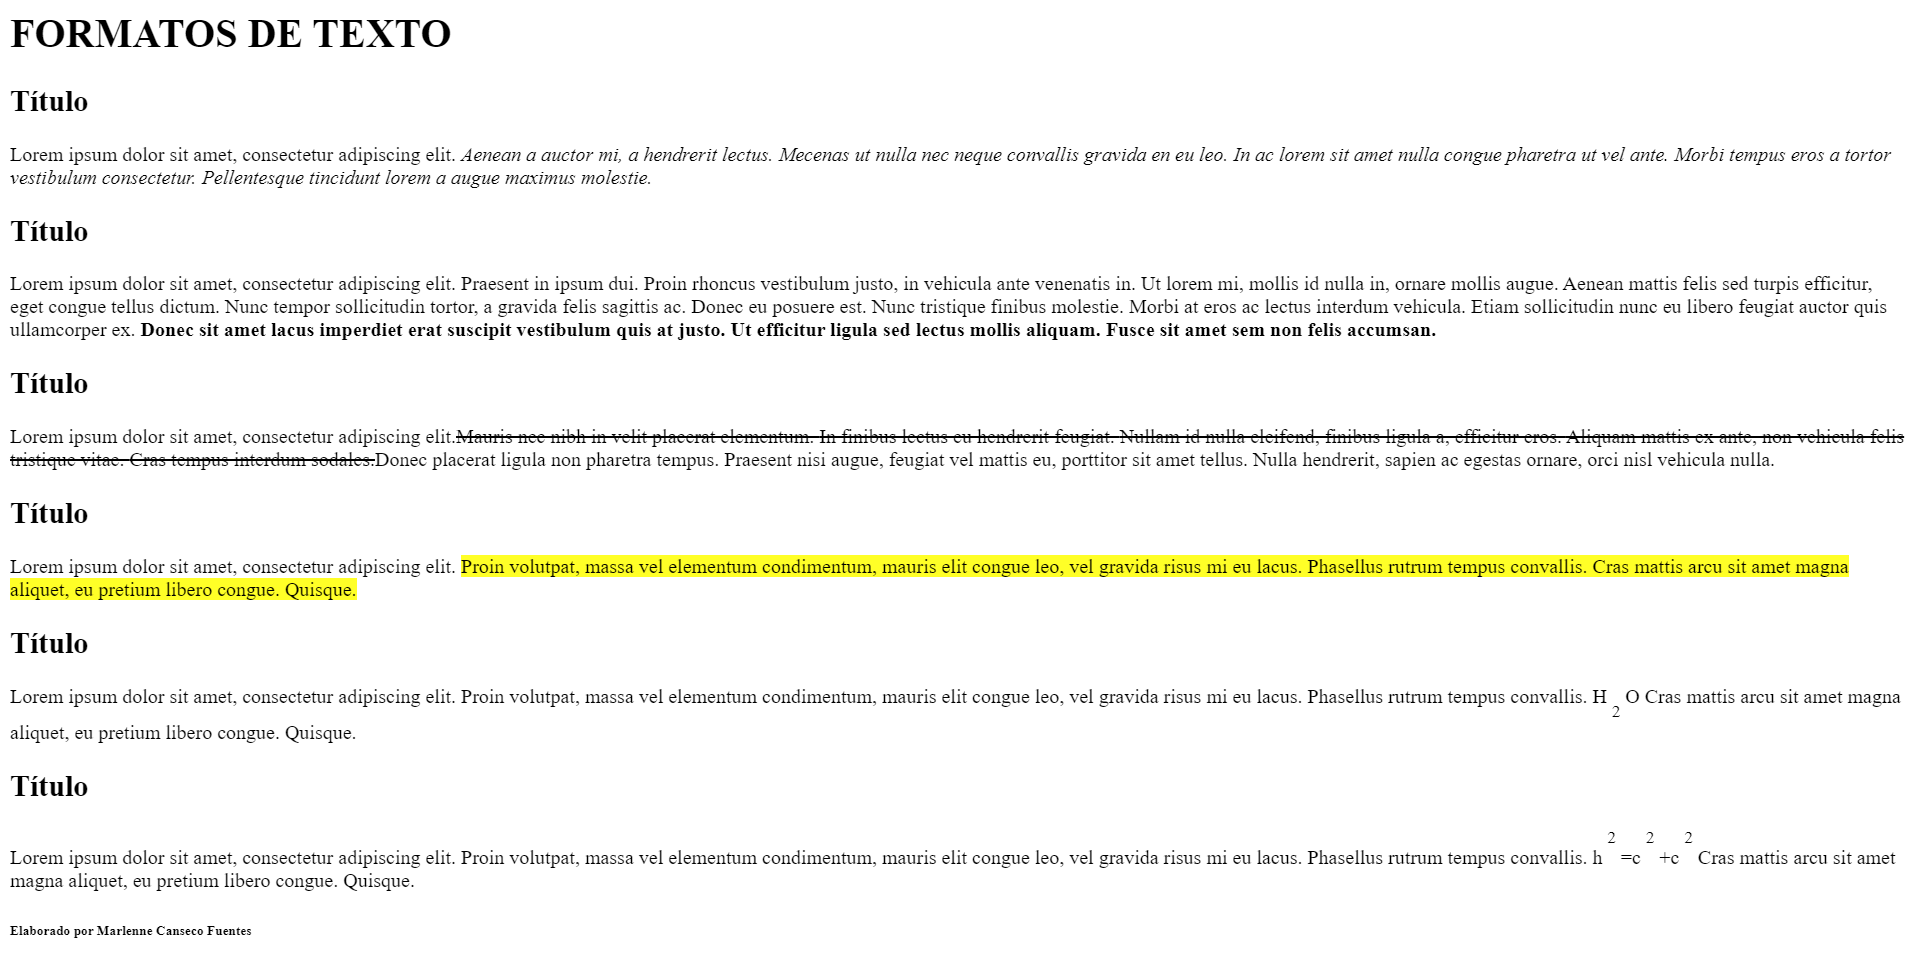 FORMATOS DE TEXTO
Título
Lorem ipsum dolor sit amet, consectetur adipiscing elit. Aenean a auctor mi, a hendrerit lectus. Mecenas ut nulla nec neque convallis gravida en eu leo. In ac lorem sit amet nulla congue pharetra ut vel ante. Morbi tempus eros a tortor
vestibulum consectetur. Pellentesque tincidunt lorem a augue maximus molestie.
Título
Lorem ipsum dolor sit amet, consectetur adipiscing elit. Praesent in ipsum dui. Proin rhoncus vestibulum justo, in vehicula ante venenatis in. Ut lorem mi, mollis id nulla in, ornare mollis augue. Aenean mattis felis sed turpis efficitur,
eget congue tellus dictum. Nunc tempor sollicitudin tortor, a gravida felis sagittis ac. Donec eu posuere est. Nunc tristique finibus molestie. Morbi at eros ac lectus interdum vehicula. Etiam sollicitudin nunc eu libero feugiat auctor quis
ullamcorper ex. Donec sit amet lacus imperdiet erat suscipit vestibulum quis at justo. Ut efficitur ligula sed lectus mollis aliquam. Fusce sit amet sem non felis accumsan.
Título
Lorem ipsum dolor sit amet, consectetur adipiscing elit.Mauris nec nibh in velit placerat elementum. In finibus lectus eu hendrerit feugiat. Nullam id nulla eleifend, finibus ligula a, efficitur eros. Aliquam mattis ex ante, non vehicula felis
tristique vitae. Cras tempus interdum sodales.Donec placerat ligula non pharetra tempus. Praesent nisi augue, feugiat vel mattis eu, porttitor sit amet tellus. Nulla hendrerit, sapien ac egestas ornare, orci nisl vehicula nulla.
Título
Lorem ipsum dolor sit amet, consectetur adipiscing elit. Proin volutpat, massa vel elementum condimentum, mauris elit congue leo, vel gravida risus mi eu lacus. Phasellus rutrum tempus convallis. Cras mattis arcu sit amet magna
aliquet, eu pretium libero congue. Quisque.
Título
Lorem ipsum dolor sit amet, consectetur adipiscing elit. Proin volutpat, massa vel elementum condimentum, mauris elit congue leo, vel gravida risus mi eu lacus. Phasellus rutrum tempus convallis. H 2 O Cras mattis arcu sit amet magna
aliquet, eu pretium libero congue. Quisque.
Título
Lorem ipsum dolor sit amet, consectetur adipiscing elit. Proin volutpat, massa vel elementum condimentum, mauris elit congue leo, vel gravida risus mi eu lacus. Phasellus rutrum tempus convallis. h 2 =c 2 +c 2 Cras mattis arcu sit amet
magna aliquet, eu pretium libero congue. Quisque.
Elaborado por Marlenne Canseco Fuentes